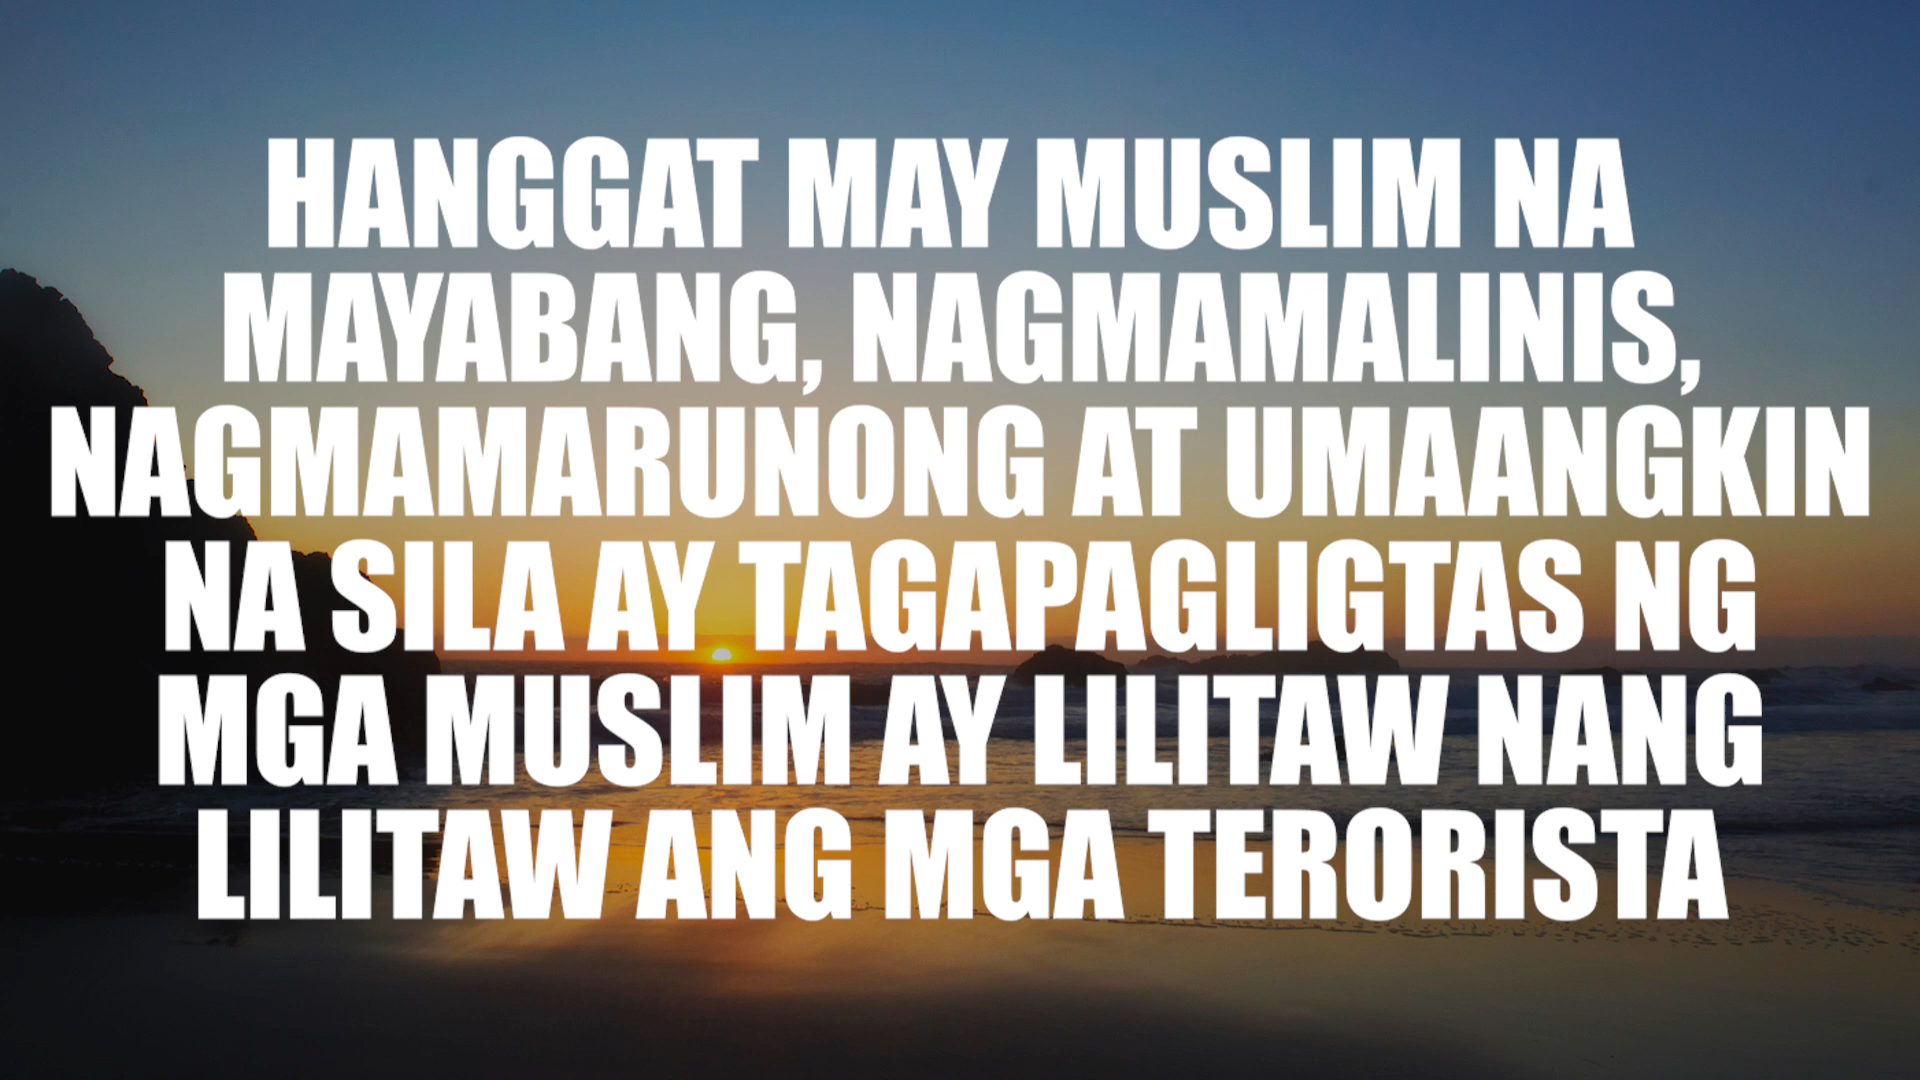 HANGGAT MAY MUSLIM NA
MAYABANG, NAGMAMALINIS,
NAGMAMARUNONG AT UMAANGKIN
NA SILA AY TAGAPAGLIGTAS NG
MGA MUSLIM AY LILITAW NANG
LILITAW ANG MGA TERORISTA